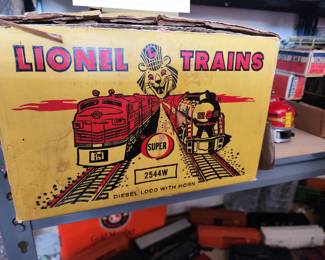 LIONEL TRAINS
SUPER
2544W
DIESEL LOCO WITH HORN